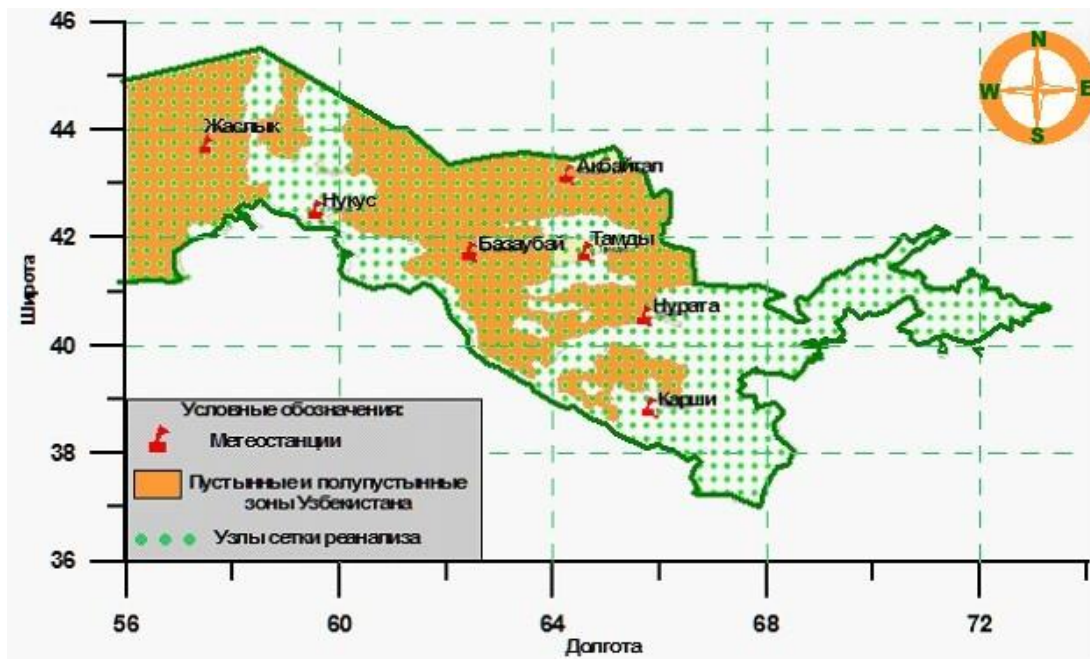 46
44
42
40
38
36
Широта
N
W
E
S
Жаслык
Акбайтал
Нукус
Базаубай
Тамды
Нурата
Карши
Условные обозначения:
Метеостанции
Пустынные и полупустынные
зоны Узбекистана
Узлы сетки реанализа
56
60
64
68
72
Долгота